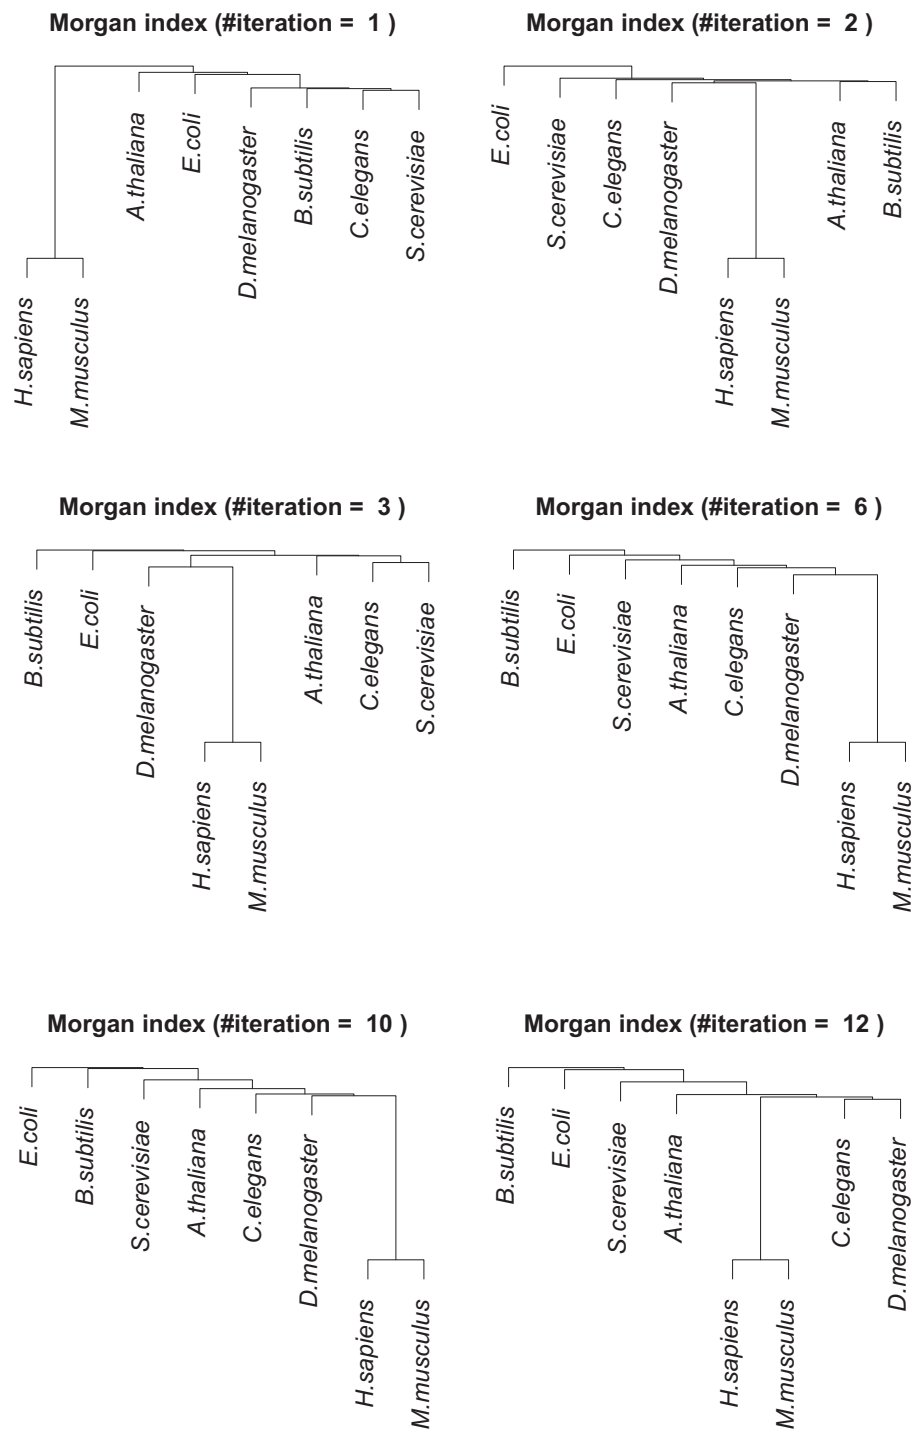 Morgan index (#iteration = 1 )
H.sapiens
M.musculus
A.thaliana
E.coli
D.melanogaster
B.subtilis
C.elegans
S.cerevisiae
Morgan index (#iteration = 2 )
E.coli
S.cerevisiae
C.elegans
D.melanogaster
H.sapiens
M.musculus
A.thaliana
B.subtilis
Morgan index (#iteration = 3 )
B.subtilis
E.coli
D.melanogaster
H.sapiens
M.musculus
A.thaliana
C.elegans
S.cerevisiae
Morgan index (#iteration = 6 )
B.subtilis
E.coli
S.cerevisiae
A.thaliana
C.elegans
D.melanogaster
H.sapiens
M.musculus
Morgan index (#iteration = 10 )
E.coli
B.subtilis
S.cerevisiae
A.thaliana
C.elegans
D.melanogaster
H.sapiens
M.musculus
Morgan index (#iteration = 12 )
B.subtilis
E.coli
S.cerevisiae
A.thaliana
H.sapiens
M.musculus
C.elegans
D.melanogaster